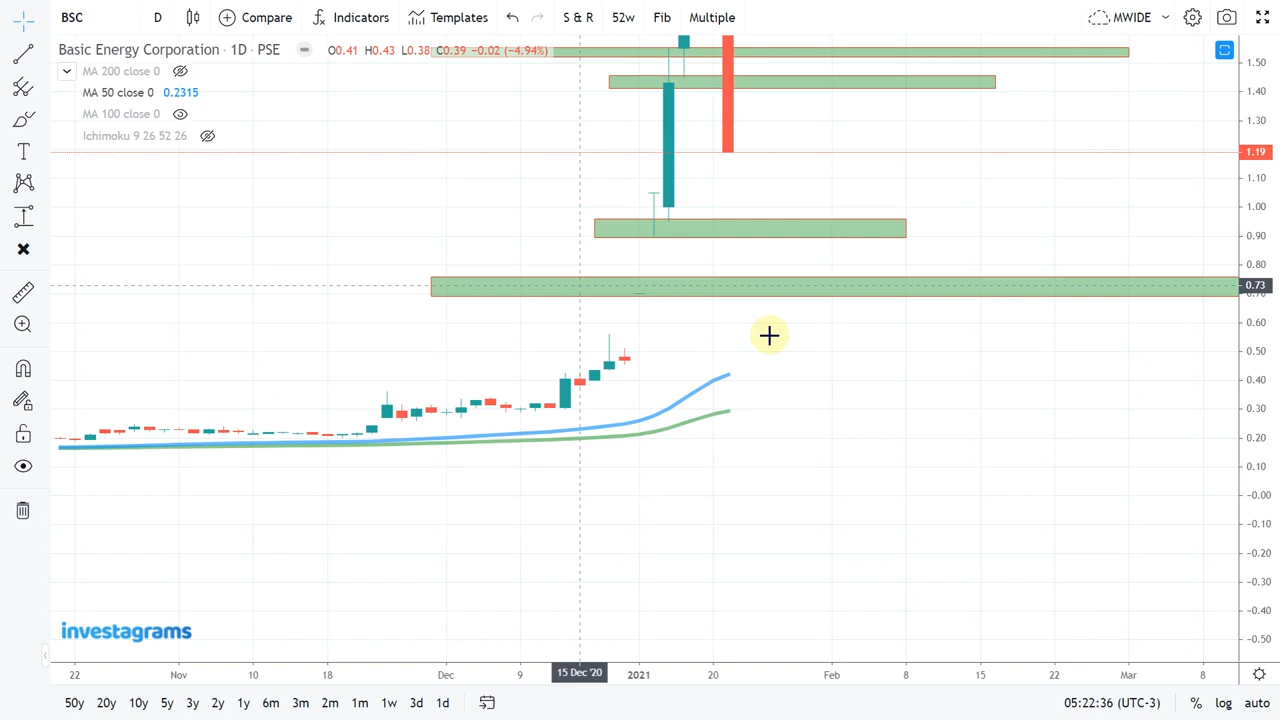 BSC D Compare Indicators Templates S & R 52w Fib Multiple MWIDE
Basic Energy Corporation · 1D · PSE O0.41 H0.43 L0.38 C0.39 −0.02 (−4.94%)
MA 200 close 0
MA 50 close 0 0.2315
MA 100 close 0
Ichimoku 9 26 52 26
1.50
1.40
1.30
1.19
1.00
0.90
0.80
0.73
0.60
0.50
0.40
0.30
0.20
0.10
−0.00
−0.10
−0.20
−0.30
−0.40
−0.50
investagrams
22 Nov 10 18 Dec 9 15 Dec '20 2021 20 Feb 8 15 22 Mar 8
50y 20y 10y 5y 3y 2y 1y 6m 3m 2m 1m 1w 3d 1d 05:22:36 (UTC-3) % log auto